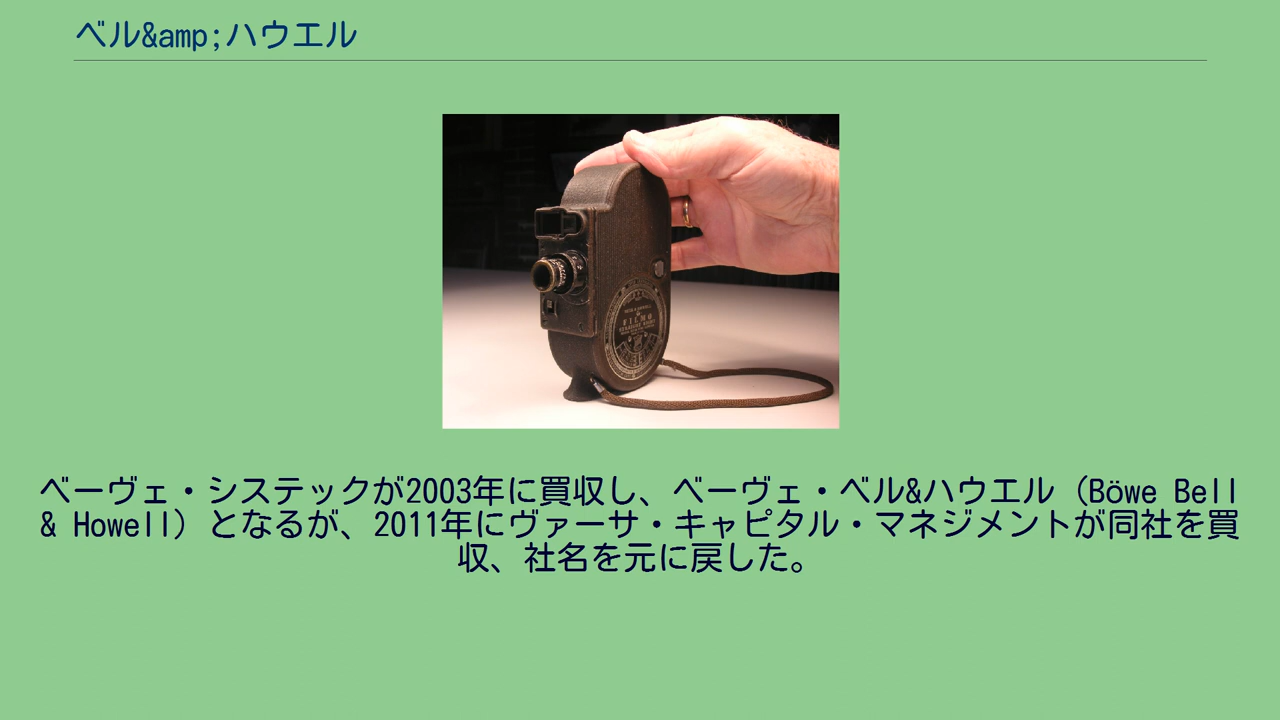 ベル&amp;ハウエル
FILMO
ベーヴェ・システックが2003年に買収し、ベーヴェ・ベル&ハウエル（Böwe Bell
& Howell）となるが、2011年にヴァーサ・キャピタル・マネジメントが同社を買
収、社名を元に戻した。